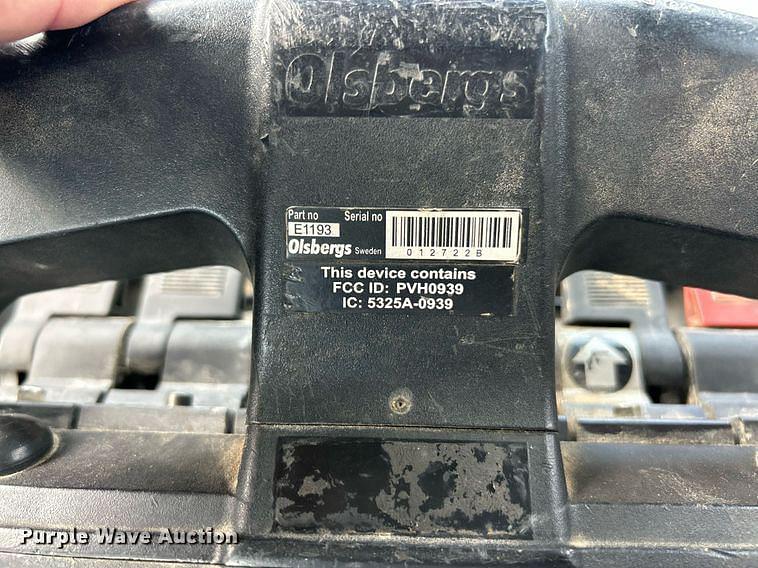 Olsbergs
Part no
Serial no
E1193
012722B
Olsbergs Sweden
This device contains
FCC ID: PVH0939
IC: 5325A-0939
Purple Wave Auction